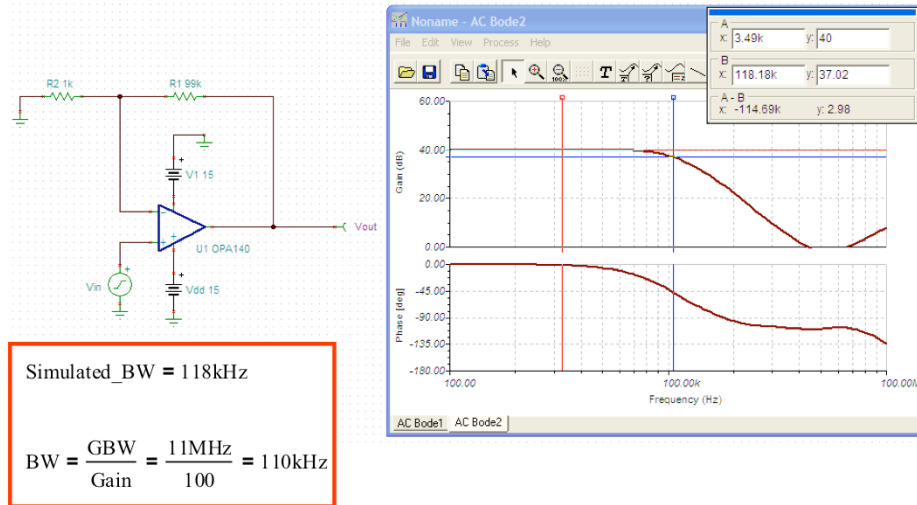 R2 1k
R1 99k
V1 15
U1 OPA140
Vout
Vin
Vdd 15
Simulated_BW = 118kHz
BW = GBW / Gain = 11MHz / 100 = 110kHz
Noname - AC Bode2
File Edit View Process Help
100%
T
A
x: 3.49k y: 40
B
x: 118.18k y: 37.02
A - B
x: -114.69k y: 2.98
60.00
40.00
20.00
0.00
Gain (dB)
0.00
-45.00
-90.00
-135.00
-180.00
Phase [deg]
100.00 100.00k 100.00M
Frequency (Hz)
AC Bode1 AC Bode2